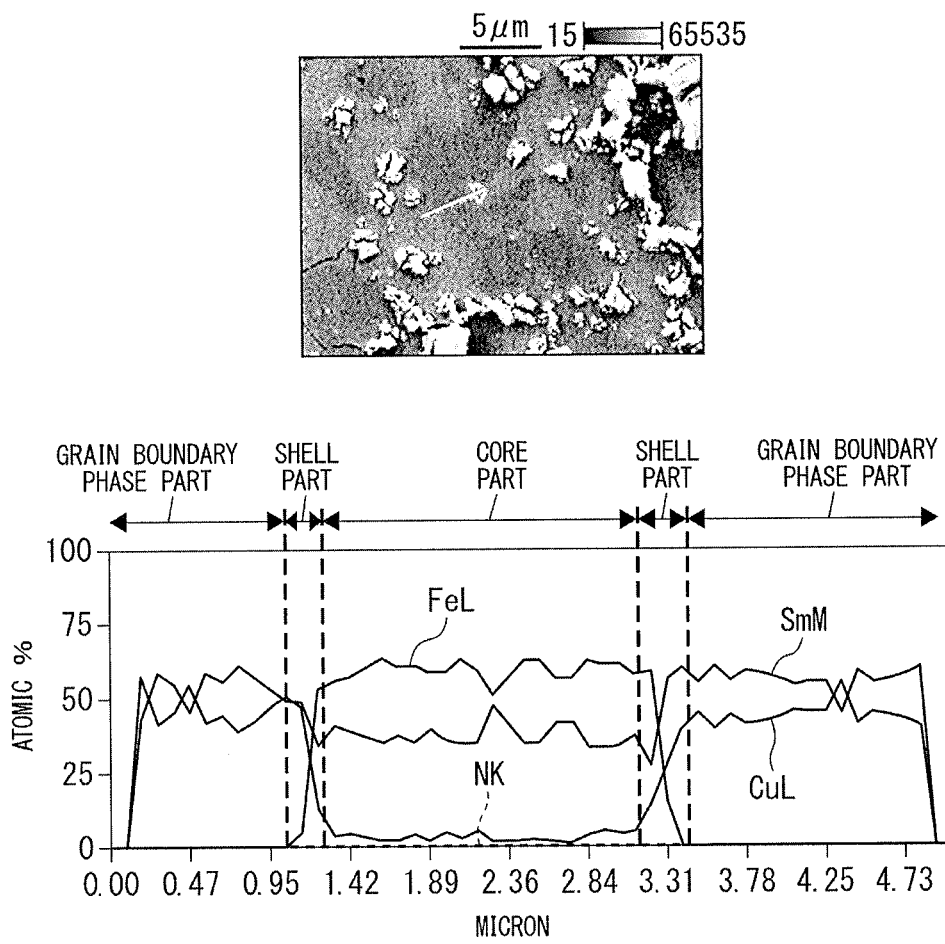 5μm 15 65535
GRAIN BOUNDARY PHASE PART
SHELL PART
CORE PART
SHELL PART
GRAIN BOUNDARY PHASE PART
100
75
50
25
0
ATOMIC %
FeL
SmM
NK
CuL
0.00 0.47 0.95 1.42 1.89 2.36 2.84 3.31 3.78 4.25 4.73
MICRON